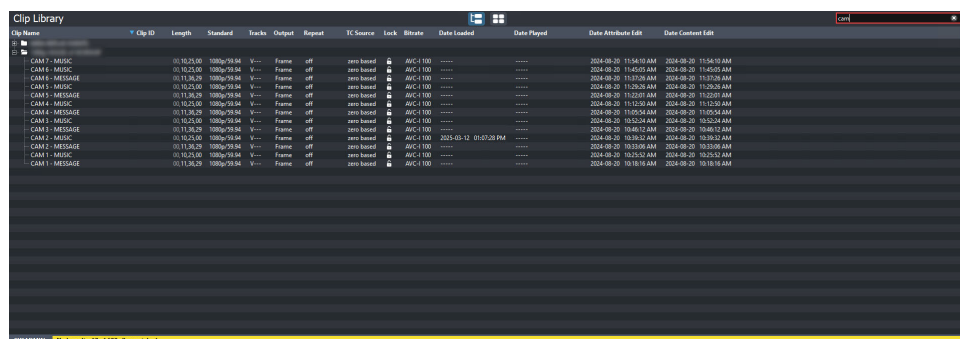 Clip Library cam
Clip Name Clip ID Length Standard Tracks Output Repeat TC Source Lock Bitrate Date Loaded Date Played Date Attribute Edit Date Content Edit
CAM 7 - MUSIC 00,10,25,00 1080p/59.94 V--- Frame off zero based AVC-I 100 ----- ----- 2024-08-20 11:54:10 AM 2024-08-20 11:54:10 AM
CAM 6 - MUSIC 00,10,25,00 1080p/59.94 V--- Frame off zero based AVC-I 100 ----- ----- 2024-08-20 11:45:05 AM 2024-08-20 11:45:05 AM
CAM 6 - MESSAGE 00,11,36,29 1080p/59.94 V--- Frame off zero based AVC-I 100 ----- ----- 2024-08-20 11:37:26 AM 2024-08-20 11:37:26 AM
CAM 5 - MUSIC 00,10,25,00 1080p/59.94 V--- Frame off zero based AVC-I 100 ----- ----- 2024-08-20 11:29:26 AM 2024-08-20 11:29:26 AM
CAM 5 - MESSAGE 00,11,36,29 1080p/59.94 V--- Frame off zero based AVC-I 100 ----- ----- 2024-08-20 11:22:01 AM 2024-08-20 11:22:01 AM
CAM 4 - MUSIC 00,10,25,00 1080p/59.94 V--- Frame off zero based AVC-I 100 ----- ----- 2024-08-20 11:12:50 AM 2024-08-20 11:12:50 AM
CAM 4 - MESSAGE 00,11,36,29 1080p/59.94 V--- Frame off zero based AVC-I 100 ----- ----- 2024-08-20 11:05:54 AM 2024-08-20 11:05:54 AM
CAM 3 - MUSIC 00,10,25,00 1080p/59.94 V--- Frame off zero based AVC-I 100 ----- ----- 2024-08-20 10:52:24 AM 2024-08-20 10:52:24 AM
CAM 3 - MESSAGE 00,11,36,29 1080p/59.94 V--- Frame off zero based AVC-I 100 ----- ----- 2024-08-20 10:46:12 AM 2024-08-20 10:46:12 AM
CAM 2 - MUSIC 00,10,25,00 1080p/59.94 V--- Frame off zero based AVC-I 100 2025-03-12 01:07:28 PM ----- 2024-08-20 10:39:32 AM 2024-08-20 10:39:32 AM
CAM 2 - MESSAGE 00,11,36,29 1080p/59.94 V--- Frame off zero based AVC-I 100 ----- ----- 2024-08-20 10:33:06 AM 2024-08-20 10:33:06 AM
CAM 1 - MUSIC 00,10,25,00 1080p/59.94 V--- Frame off zero based AVC-I 100 ----- ----- 2024-08-20 10:25:52 AM 2024-08-20 10:25:52 AM
CAM 1 - MESSAGE 00,11,36,29 1080p/59.94 V--- Frame off zero based AVC-I 100 ----- ----- 2024-08-20 10:18:16 AM 2024-08-20 10:18:16 AM